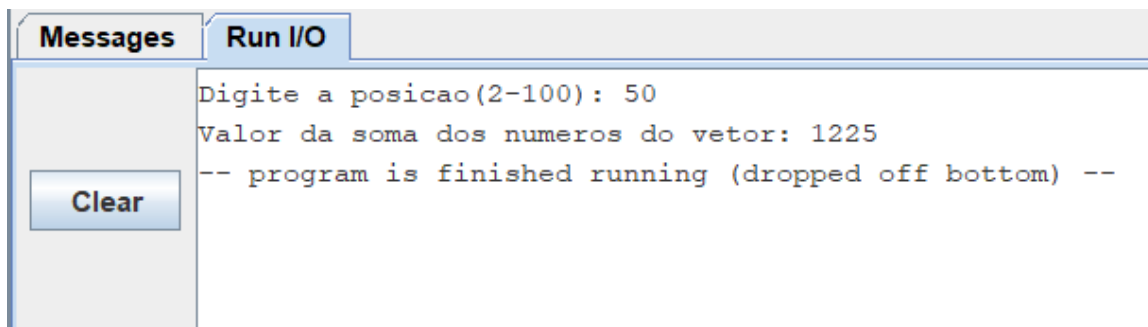 Messages Run I/O
Digite a posicao(2-100): 50
Valor da soma dos numeros do vetor: 1225
-- program is finished running (dropped off bottom) --
Clear